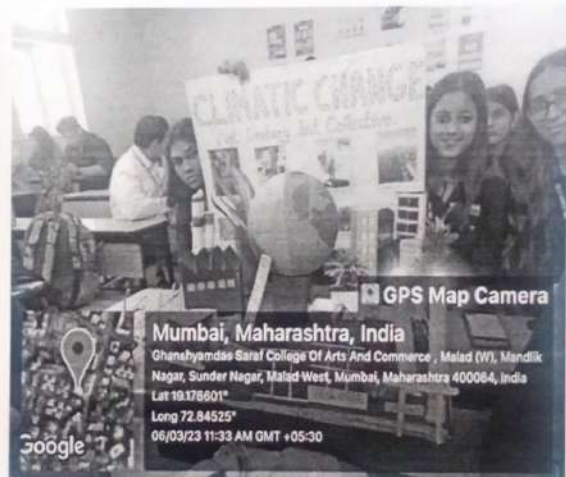 CLIMATIC CHANGE
GPS Map Camera
Mumbai, Maharashtra, India
Ghanshyamdas Saraf College Of Arts And Commerce , Malad (W), Mandlik
Nagar, Sunder Nagar, Malad West, Mumbai, Maharashtra 400064, India
Lat 19.176601°
Long 72.84525°
06/03/23 11:33 AM GMT +05:30
Google